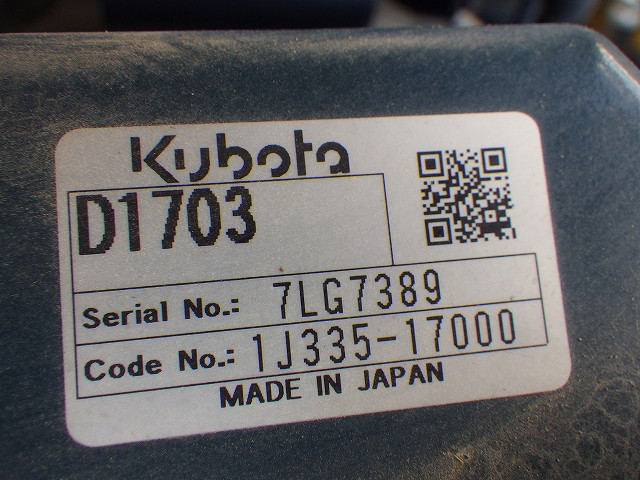 Kubota
D1703
Serial No.: 7LG7389
Code No.: 1J335-17000
MADE IN JAPAN